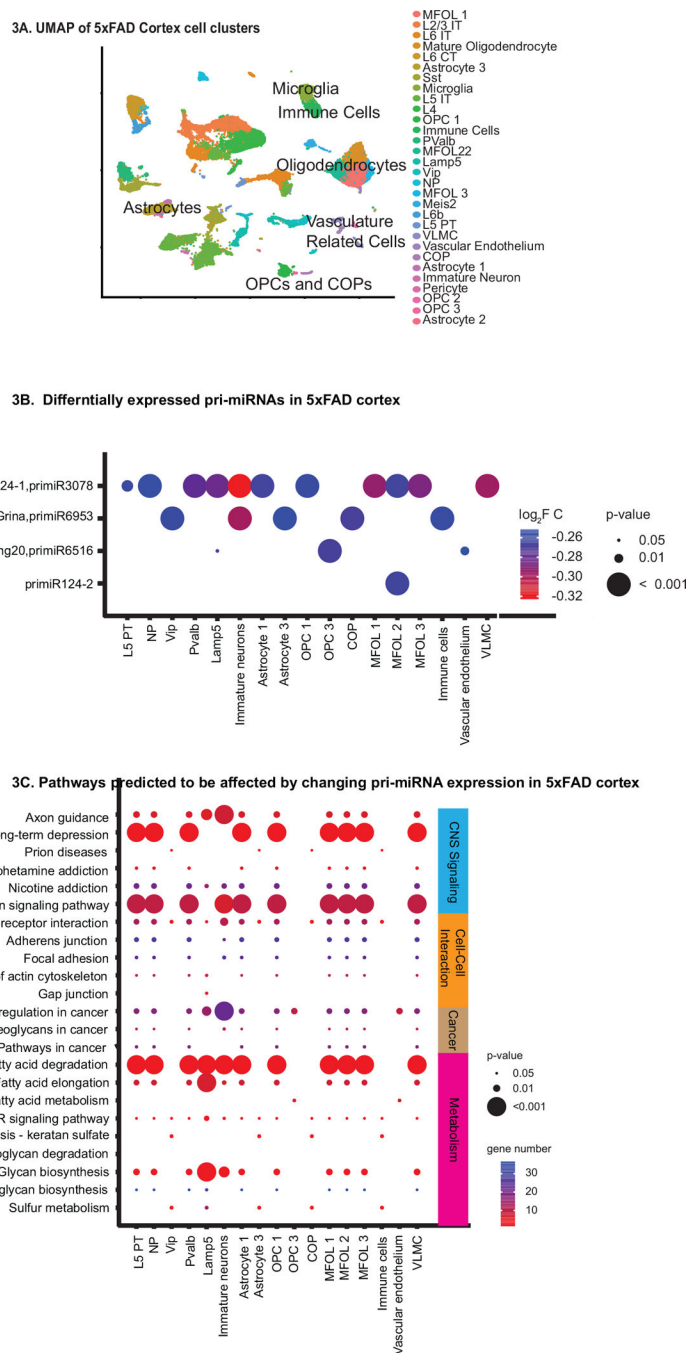 3A. UMAP of 5xFAD Cortex cell clusters
Microglia
Immune Cells
Oligodendrocytes
Astrocytes
Vasculature
Related Cells
OPCs and COPs
MFOL 1
L2/3 IT
L6 IT
Mature Oligodendrocyte
L6 CT
Astrocyte 3
Sst
Microglia
L5 IT
L4
OPC 1
Immune Cells
PValb
MFOL22
Lamp5
Vip
NP
MFOL 3
Meis2
L6b
L5 PT
VLMC
Vascular Endothelium
COP
Astrocyte 1
Immature Neuron
Pericyte
OPC 2
OPC 3
Astrocyte 2
3B. Differntially expressed pri-miRNAs in 5xFAD cortex
24-1,primiR3078
Grina,primiR6953
ng20,primiR6516
primiR124-2
L5 PT
NP
Vip
Pvalb
Lamp5
Immature neurons
Astrocyte 1
Astrocyte 3
OPC 1
OPC 3
COP
MFOL 1
MFOL 2
MFOL 3
Immune cells
Vascular endothelium
VLMC
log2F C
-0.26
-0.28
-0.30
-0.32
p-value
0.05
0.01
< 0.001
3C. Pathways predicted to be affected by changing pri-miRNA expression in 5xFAD cortex
Axon guidance
ng-term depression
Prion diseases
phetamine addiction
Nicotine addiction
n signaling pathway
receptor interaction
Adherens junction
Focal adhesion
of actin cytoskeleton
Gap junction
regulation in cancer
eoglycans in cancer
Pathways in cancer
tty acid degradation
Fatty acid elongation
atty acid metabolism
R signaling pathway
sis - keratan sulfate
oglycan degradation
Glycan biosynthesis
glycan biosynthesis
Sulfur metabolism
CNS Signaling
Cell-Cell
Interaction
Cancer
Metabolism
L5 PT
NP
Vip
Pvalb
Lamp5
Immature neurons
Astrocyte 1
Astrocyte 3
OPC 1
OPC 3
COP
MFOL 1
MFOL 2
MFOL 3
Immune cells
Vascular endothelium
VLMC
p-value
0.05
0.01
<0.001
gene number
30
20
10